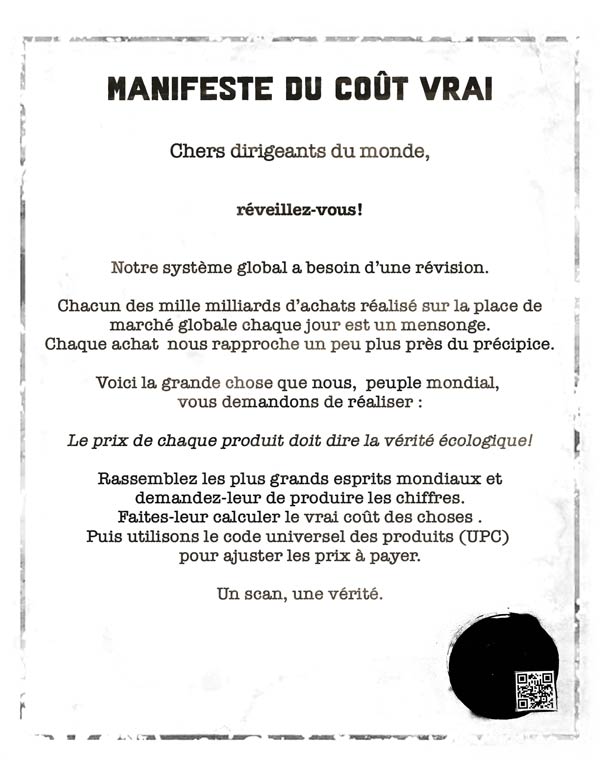 MANIFESTE DU COÛT VRAI
Chers dirigeants du monde,
réveillez-vous!
Notre système global a besoin d'une révision.
Chacun des mille milliards d'achats réalisé sur la place de
marché globale chaque jour est un mensonge.
Chaque achat  nous rapproche un peu plus près du précipice.
Voici la grande chose que nous,  peuple mondial,
vous demandons de réaliser :
Le prix de chaque produit doit dire la vérité écologique!
Rassemblez les plus grands esprits mondiaux et
demandez-leur de produire les chiffres.
Faites-leur calculer le vrai coût des choses .
Puis utilisons le code universel des produits (UPC)
pour ajuster les prix à payer.
Un scan, une vérité.